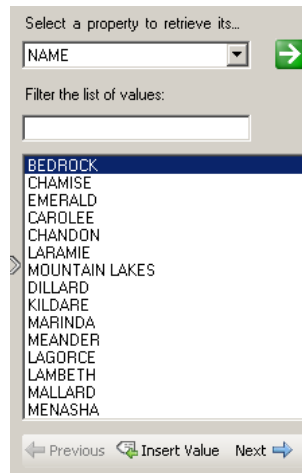 Select a property to retrieve its...
NAME
Filter the list of values:
BEDROCK
CHAMISE
EMERALD
CAROLEE
CHANDON
LARAMIE
MOUNTAIN LAKES
DILLARD
KILDARE
MARINDA
MEANDER
LAGORCE
LAMBETH
MALLARD
MENASHA
Previous Insert Value Next